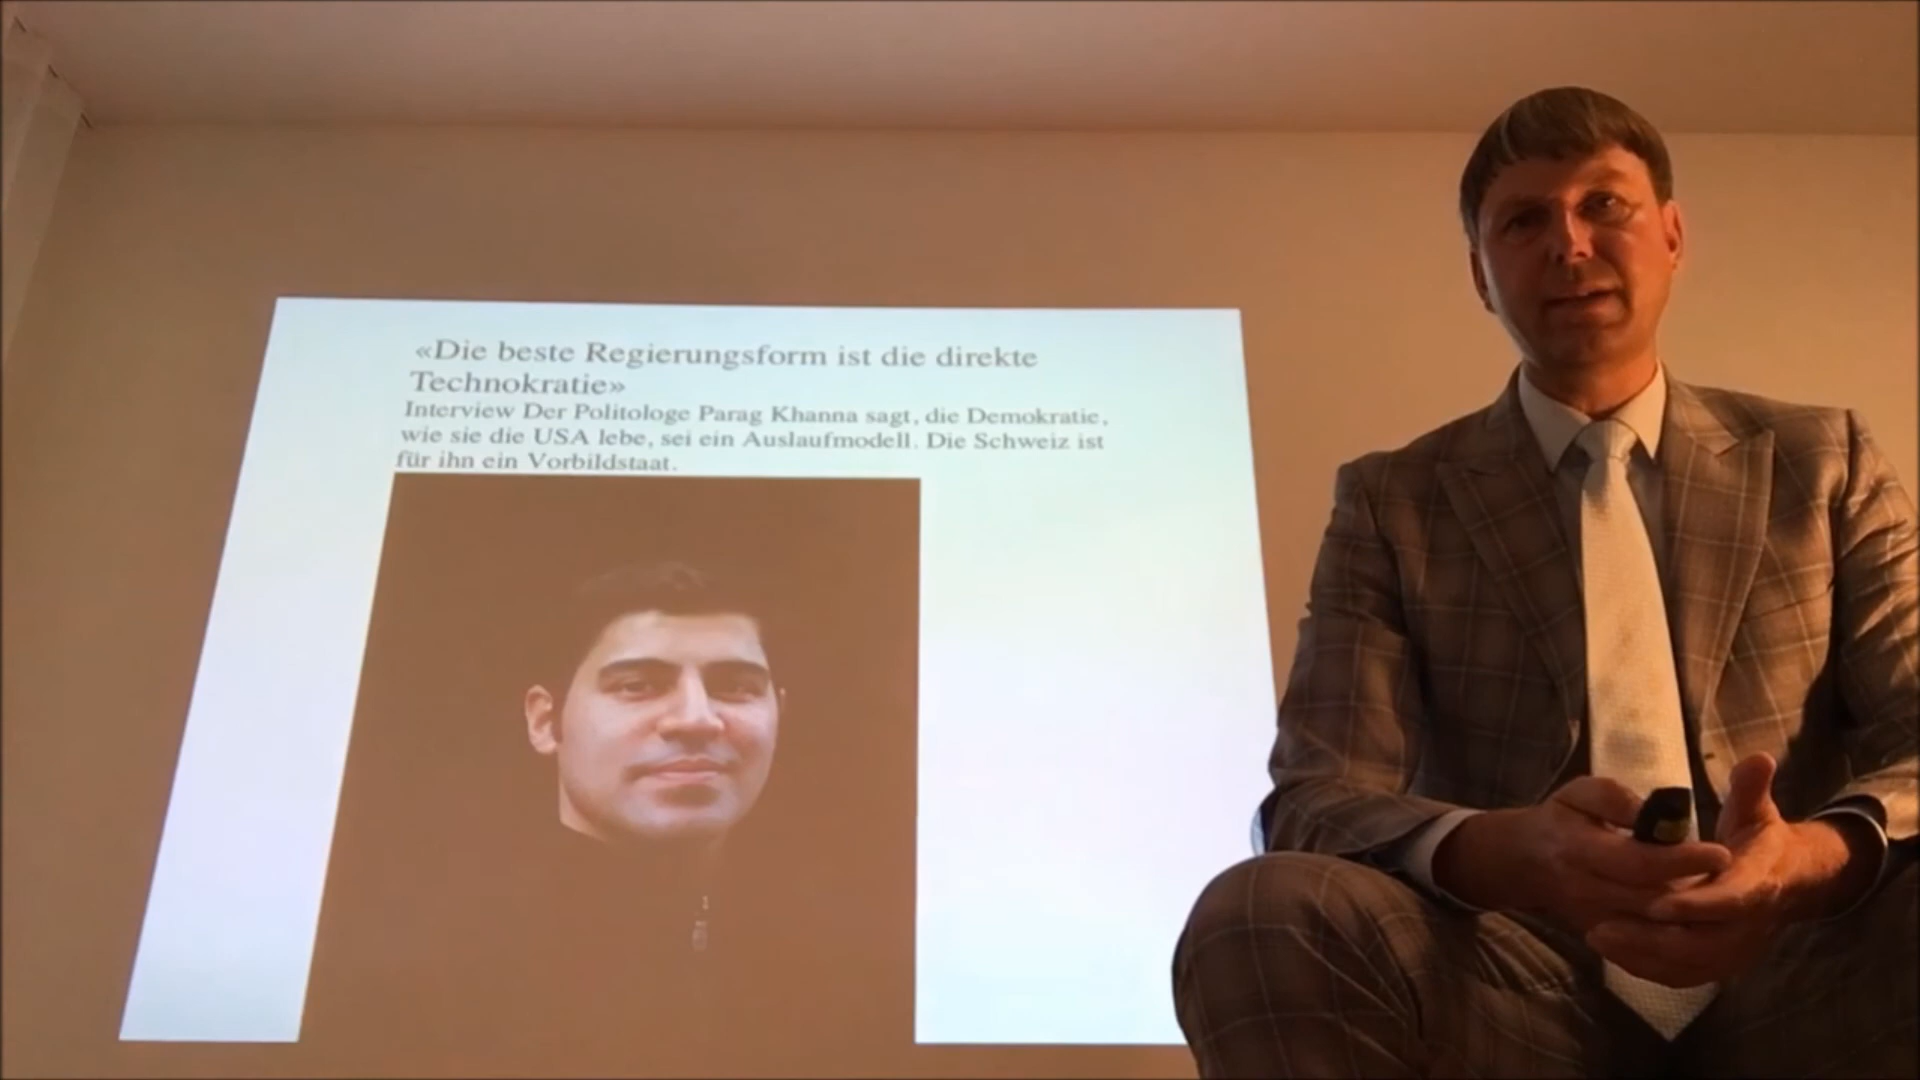 «Die beste Regierungsform ist die direkte
Technokratie»
Interview Der Politologe Parag Khanna sagt, die Demokratie,
wie sie die USA lebe, sei ein Auslaufmodell. Die Schweiz ist
für ihn ein Vorbildstaat.